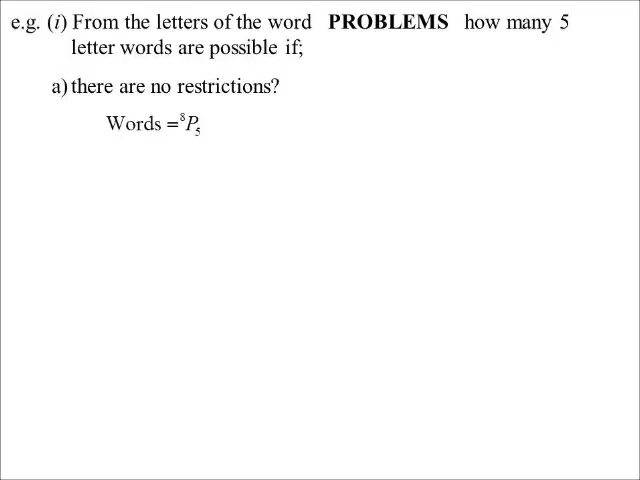 e.g. (i) From the letters of the word PROBLEMS how many 5
letter words are possible if;
a) there are no restrictions?
Words = ⁸P₅